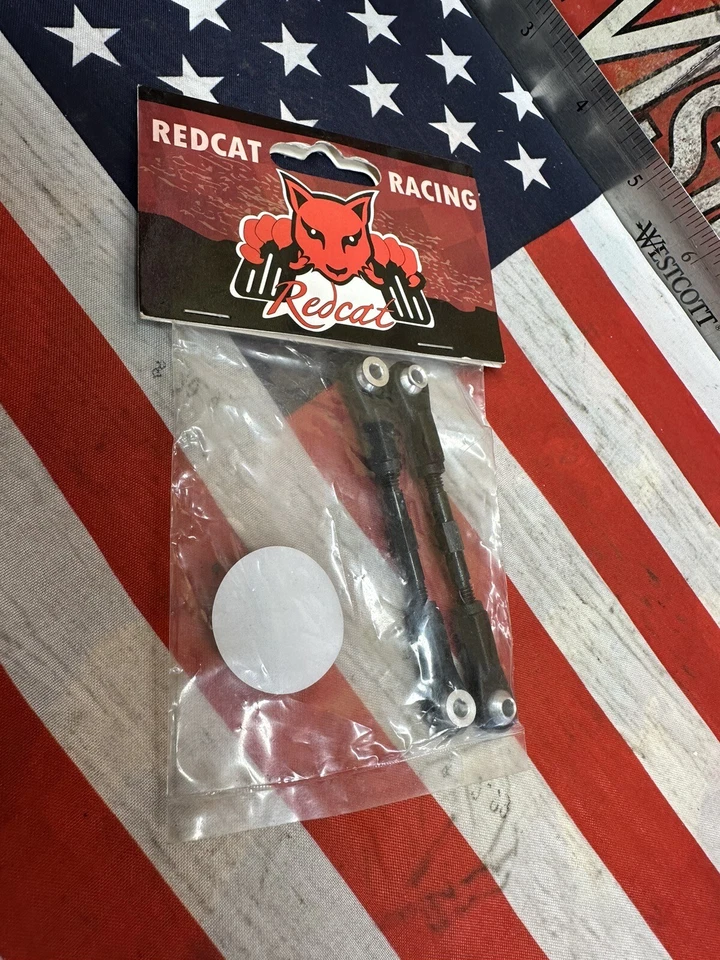 REDCAT
RACING
Redcat
3
4
5
6
WESTCOTT